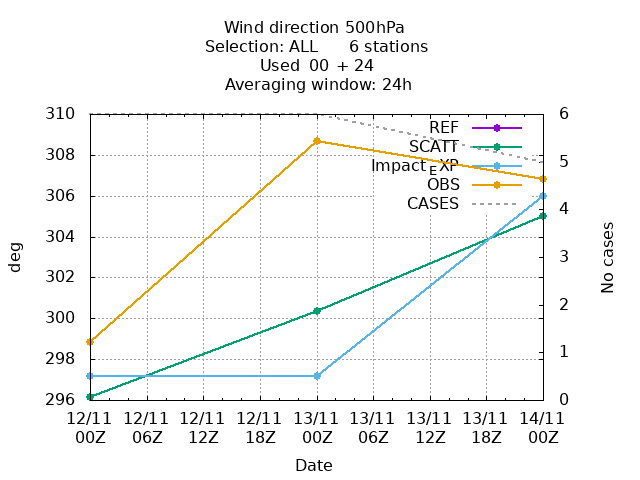 Wind direction 500hPa
Selection: ALL      6 stations
Used  00 + 24
Averaging window: 24h
310
308
306
304
302
300
298
296
deg
6
5
4
3
2
1
0
No cases
REF
SCATT
Impact_EXP
OBS
CASES
12/11 12/11 12/11 12/11 13/11 13/11 13/11 13/11 14/11
00Z 06Z 12Z 18Z 00Z 06Z 12Z 18Z 00Z
Date